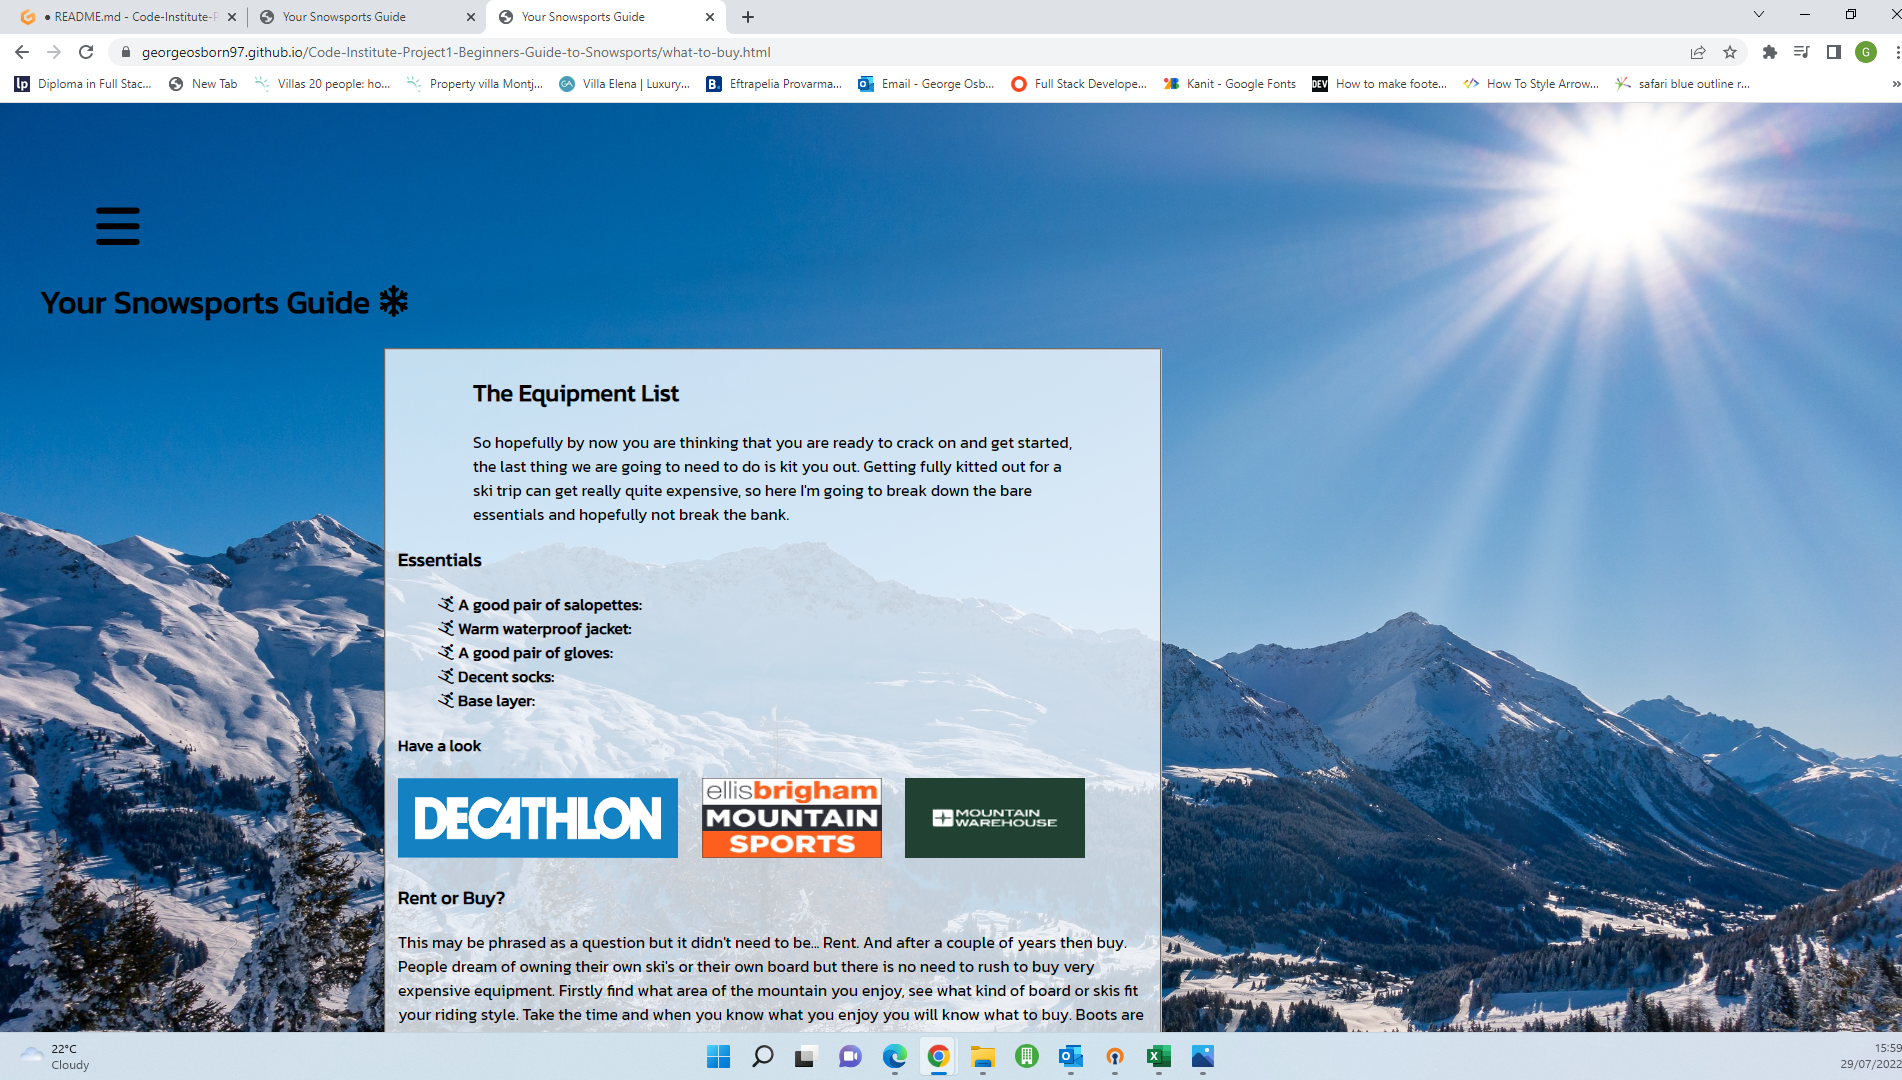 README.md - Code-Institute-P
Your Snowsports Guide
Your Snowsports Guide
georgeosborn97.github.io/Code-Institute-Project1-Beginners-Guide-to-Snowsports/what-to-buy.html
G
lp Diploma in Full Stac...
New Tab
Villas 20 people: ho...
Property villa Montj...
GA Villa Elena | Luxury...
B. Eftrapelia Provarma...
Email - George Osb...
Full Stack Develope...
Kanit - Google Fonts
DEV How to make foote...
How To Style Arrow...
safari blue outline r...
»
Your Snowsports Guide
The Equipment List
So hopefully by now you are thinking that you are ready to crack on and get started,
the last thing we are going to need to do is kit you out. Getting fully kitted out for a
ski trip can get really quite expensive, so here I'm going to break down the bare
essentials and hopefully not break the bank.
Essentials
A good pair of salopettes:
Warm waterproof jacket:
A good pair of gloves:
Decent socks:
Base layer:
Have a look
DECATHLON
ellisbrigham
MOUNTAIN
SPORTS
MOUNTAIN
WAREHOUSE
Rent or Buy?
This may be phrased as a question but it didn't need to be... Rent. And after a couple of years then buy.
People dream of owning their own ski's or their own board but there is no need to rush to buy very
expensive equipment. Firstly find what area of the mountain you enjoy, see what kind of board or skis fit
your riding style. Take the time and when you know what you enjoy you will know what to buy. Boots are
22°C
Cloudy
15:59
29/07/2022